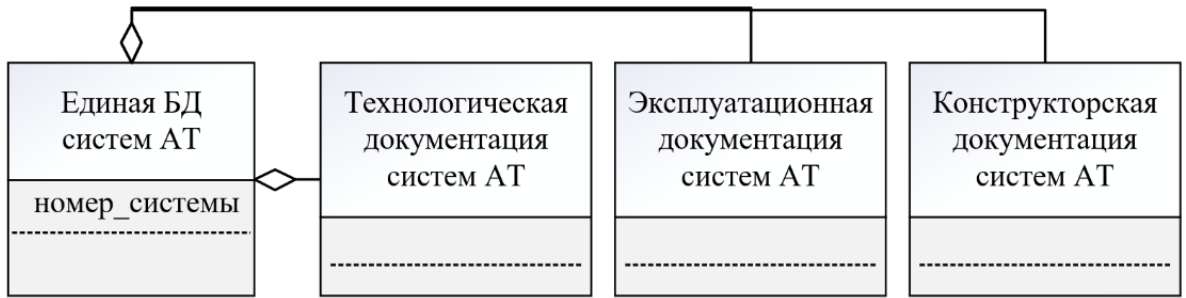 Единая БД
систем АТ
номер_системы
Технологическая
документация
систем АТ
Эксплуатационная
документация
систем АТ
Конструкторская
документация
систем АТ